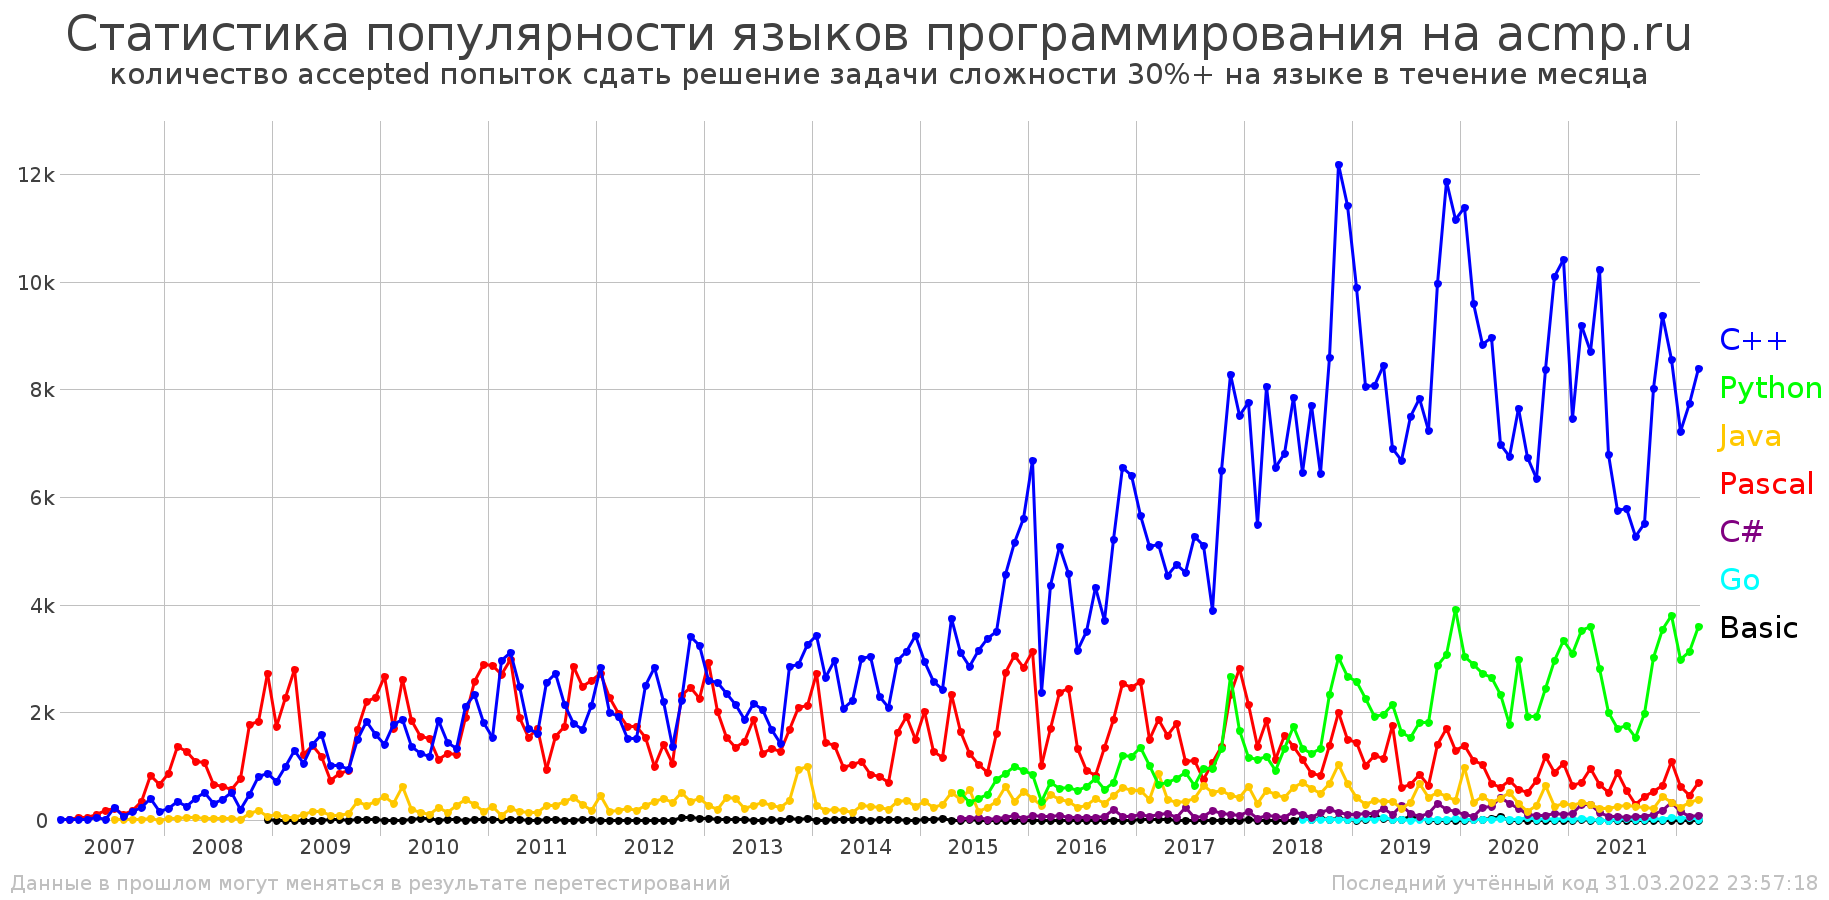 Статистика популярности языков программирования на acmp.ru
количество accepted попыток сдать решение задачи сложности 30%+ на языке в течение месяца
12k
10k
8k
6k
4k
2k
0
C++
Python
Java
Pascal
C#
Go
Basic
2007 2008 2009 2010 2011 2012 2013 2014 2015 2016 2017 2018 2019 2020 2021
Данные в прошлом могут меняться в результате перетестирований
Последний учтённый код 31.03.2022 23:57:18